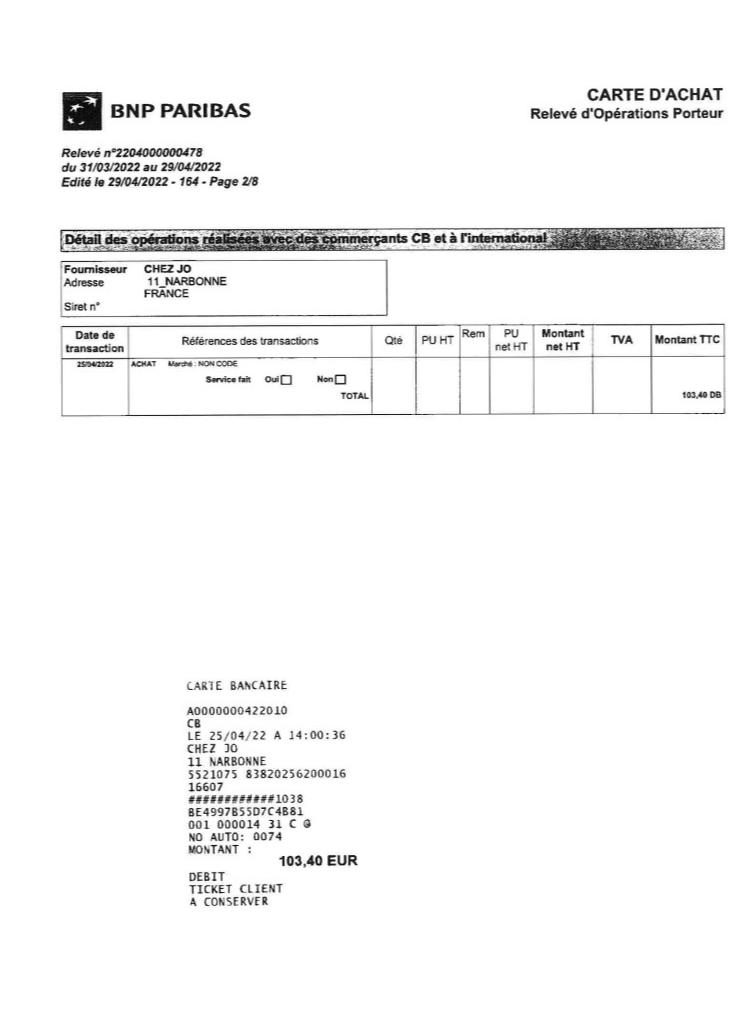 BNP PARIBAS
CARTE D'ACHAT
Relevé d'Opérations Porteur
Relevé n°2204000000478
du 31/03/2022 au 29/04/2022
Edité le 29/04/2022 - 164 - Page 2/8
Détail des opérations réalisées avec des commerçants CB et à l'international
Fournisseur CHEZ JO
Adresse 11_NARBONNE
FRANCE
Siret n°
Date de transaction Références des transactions Qté PU HT Rem PU net HT Montant net HT TVA Montant TTC
25/04/2022 ACHAT Marché : NON CODE
Service fait Oui Non
TOTAL 103,40 DB
CARTE BANCAIRE
A0000000422010
CB
LE 25/04/22 A 14:00:36
CHEZ JO
11 NARBONNE
5521075 83820256200016
16607
############1038
BE4997B55D7C4B81
001 000014 31 C @
NO AUTO: 0074
MONTANT :
103,40 EUR
DEBIT
TICKET CLIENT
A CONSERVER